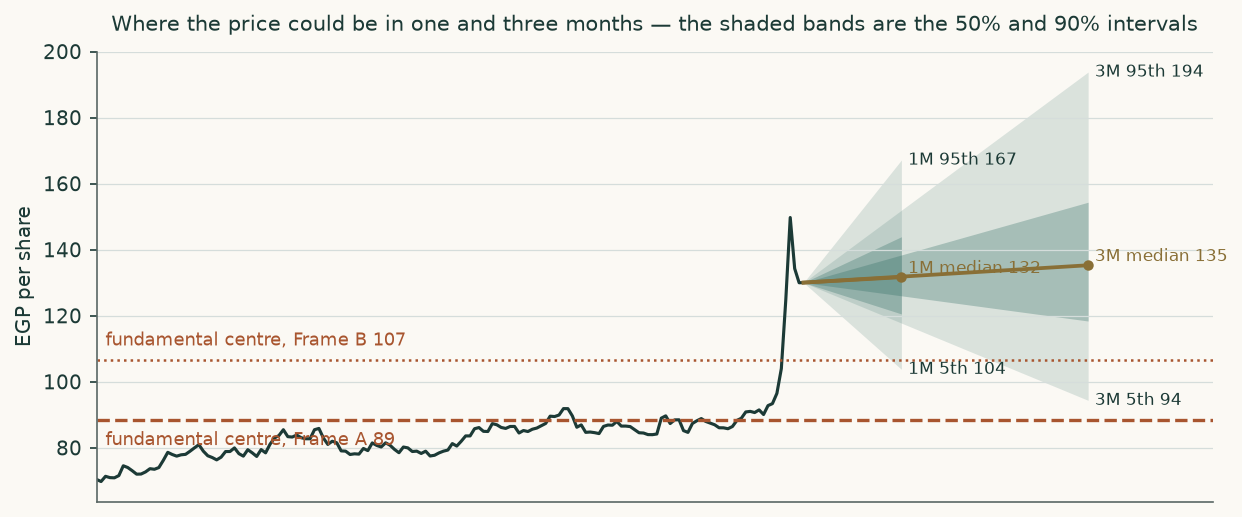 Where the price could be in one and three months — the shaded bands are the 50% and 90% intervals
EGP per share
200
180
160
140
120
100
80
3M 95th 194
1M 95th 167
3M median 135
1M median 132
fundamental centre, Frame B 107
1M 5th 104
3M 5th 94
fundamental centre, Frame A 89